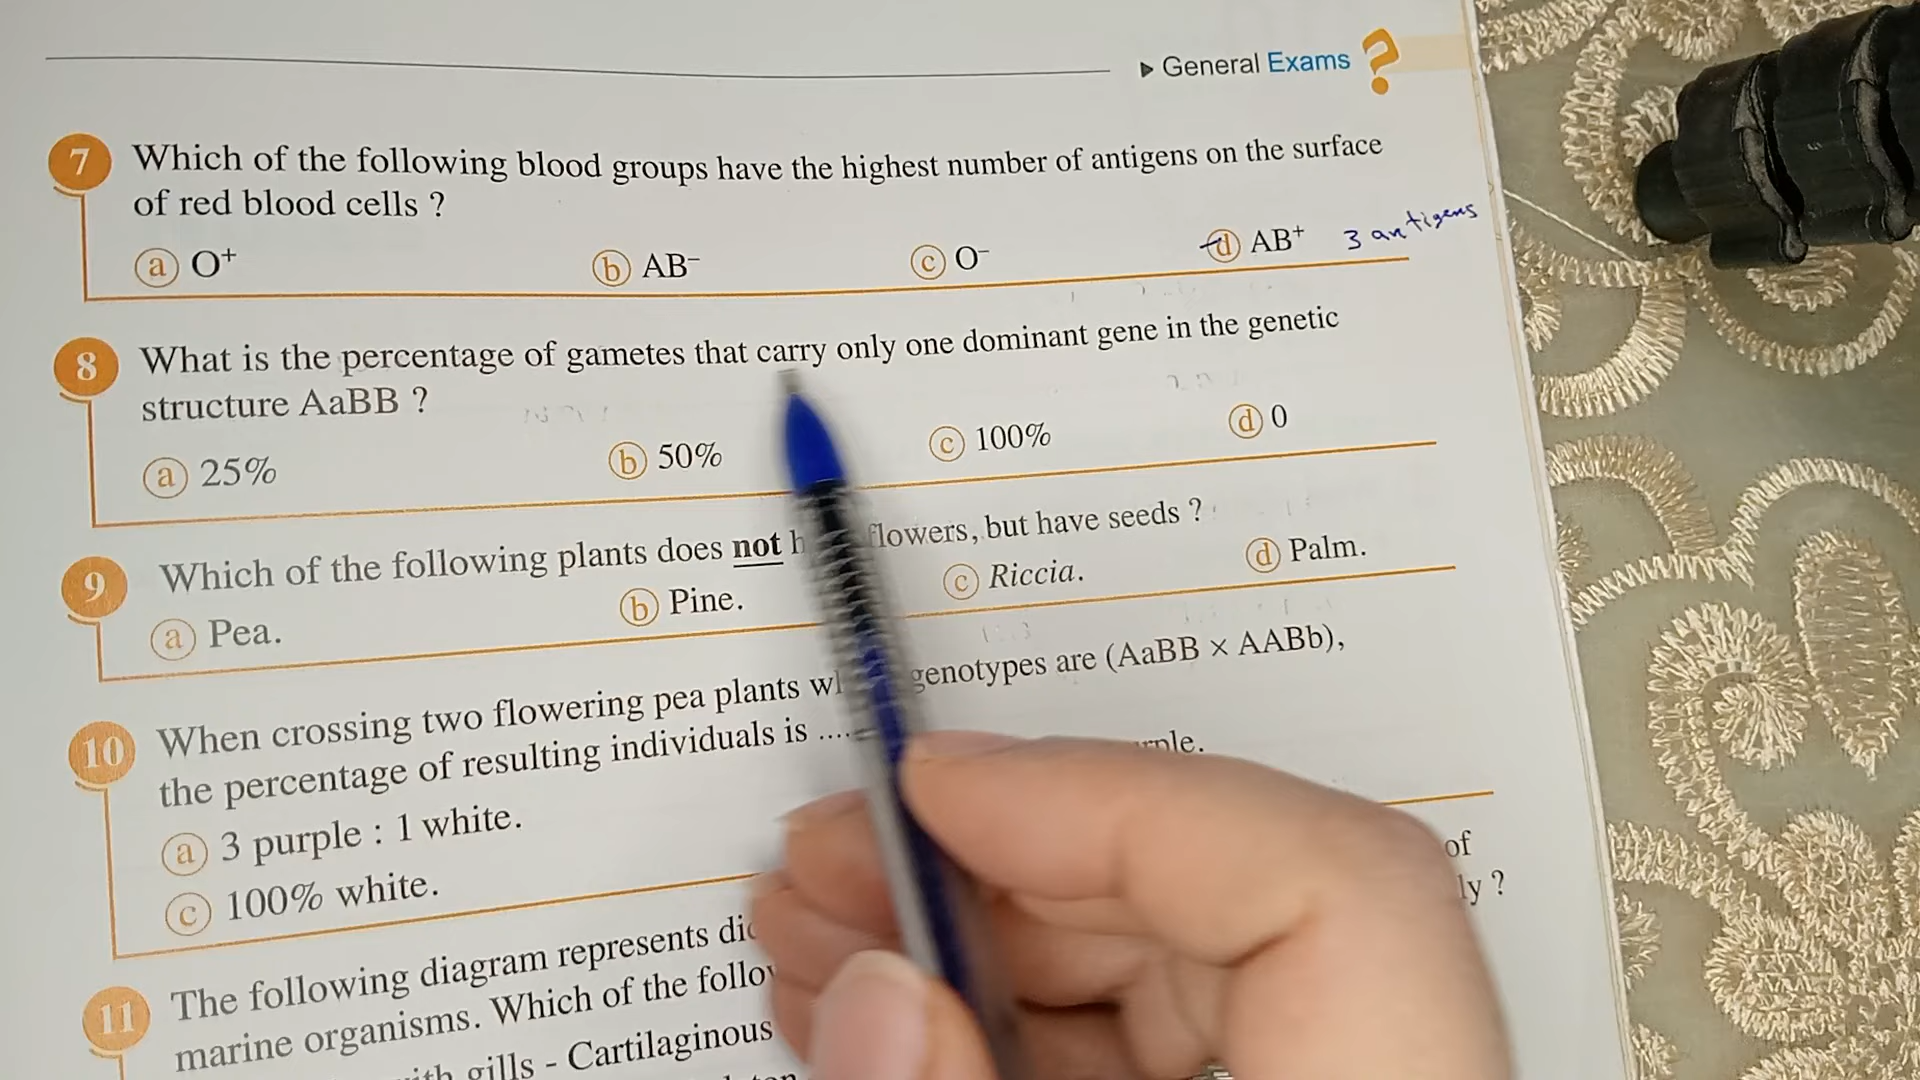 General Exams ?
7 Which of the following blood groups have the highest number of antigens on the surface
of red blood cells ?
a O⁺ b AB⁻ c O⁻ d AB⁺ 3 antigens
8 What is the percentage of gametes that carry only one dominant gene in the genetic
structure AaBB ?
a 25% b 50% c 100% d 0
9 Which of the following plants does not flowers, but have seeds ?
a Pea. b Pine. c Riccia. d Palm.
10 When crossing two flowering pea plants genotypes are (AaBB × AABb),
the percentage of resulting individuals is ....
a 3 purple : 1 white.
c 100% white.
of
11 The following diagram represents
ly ?
marine organisms. Which of the
gills - Cartilaginous